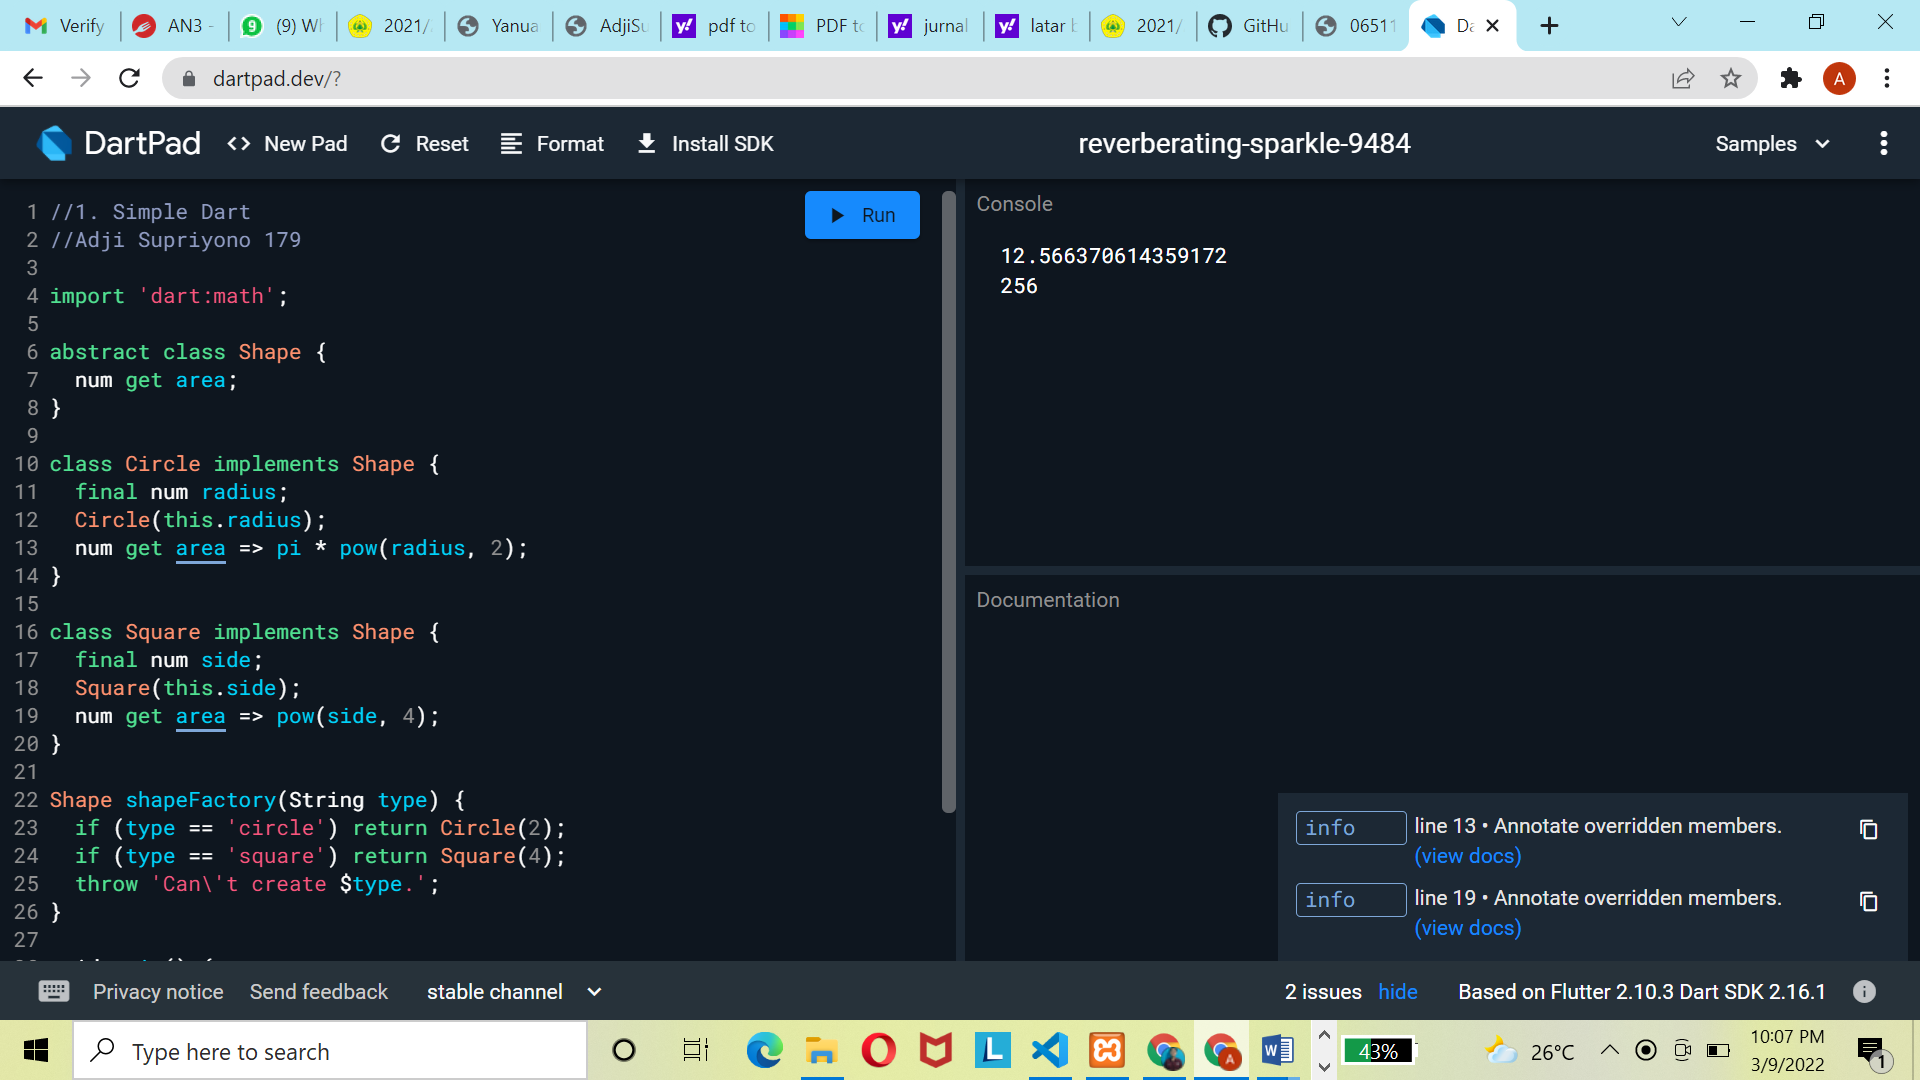 Verify
AN3 -
(9) Wh
2021/
Yanua
AdjiSu
pdf to
PDF to
jurnal
latar b
2021/
GitHu
06511
Da
dartpad.dev/?
A
DartPad
New Pad
Reset
Format
Install SDK
reverberating-sparkle-9484
Samples
1 //1. Simple Dart
2 //Adji Supriyono 179
3
4 import 'dart:math';
5
6 abstract class Shape {
7 num get area;
8 }
9
10 class Circle implements Shape {
11 final num radius;
12 Circle(this.radius);
13 num get area => pi * pow(radius, 2);
14 }
15
16 class Square implements Shape {
17 final num side;
18 Square(this.side);
19 num get area => pow(side, 4);
20 }
21
22 Shape shapeFactory(String type) {
23 if (type == 'circle') return Circle(2);
24 if (type == 'square') return Square(4);
25 throw 'Can\'t create $type.';
26 }
27
Run
Console
12.566370614359172
256
Documentation
info line 13 • Annotate overridden members.
(view docs)
info line 19 • Annotate overridden members.
(view docs)
Privacy notice
Send feedback
stable channel
2 issues hide
Based on Flutter 2.10.3 Dart SDK 2.16.1
Type here to search
43%
26°C
10:07 PM
3/9/2022
1